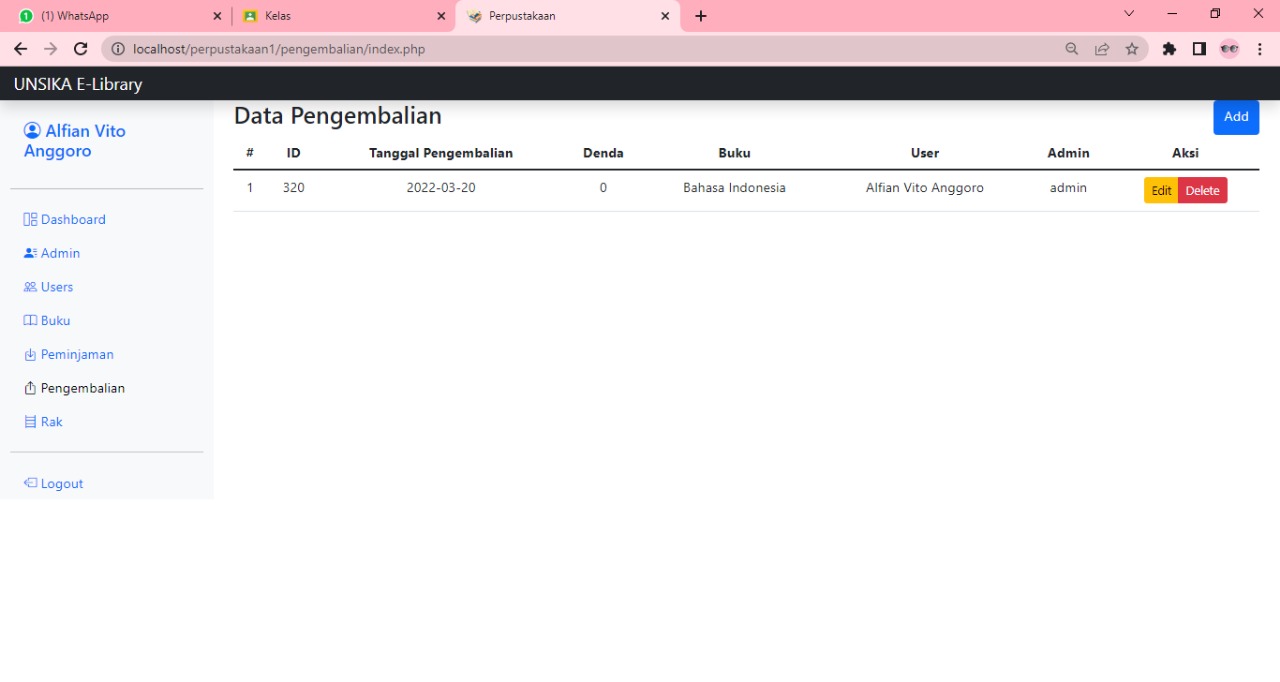 (1) WhatsApp
Kelas
Perpustakaan
localhost/perpustakaan1/pengembalian/index.php
UNSIKA E-Library
Alfian Vito
Anggoro
Dashboard
Admin
Users
Buku
Peminjaman
Pengembalian
Rak
Logout
Data Pengembalian
Add
# ID Tanggal Pengembalian Denda Buku User Admin Aksi
1 320 2022-03-20 0 Bahasa Indonesia Alfian Vito Anggoro admin Edit Delete